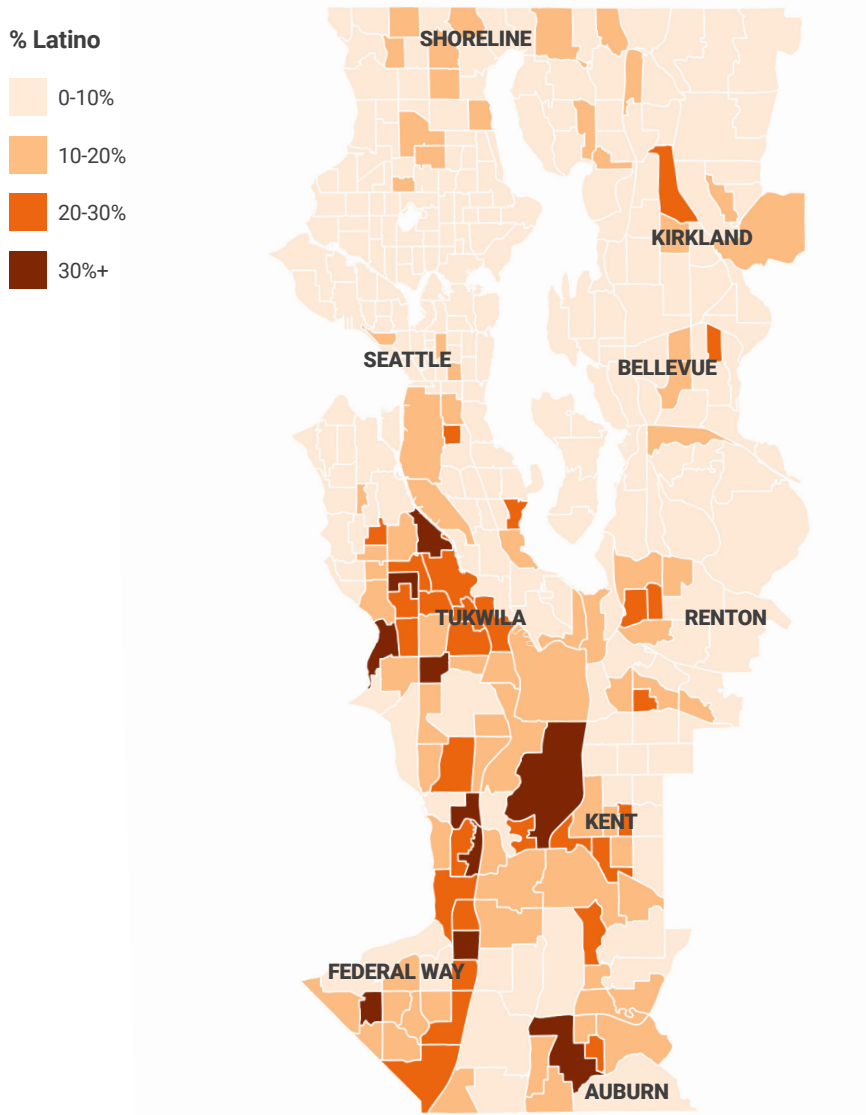 % Latino
0-10%
10-20%
20-30%
30%+
SHORELINE
KIRKLAND
SEATTLE
BELLEVUE
TUKWILA
RENTON
KENT
FEDERAL WAY
AUBURN